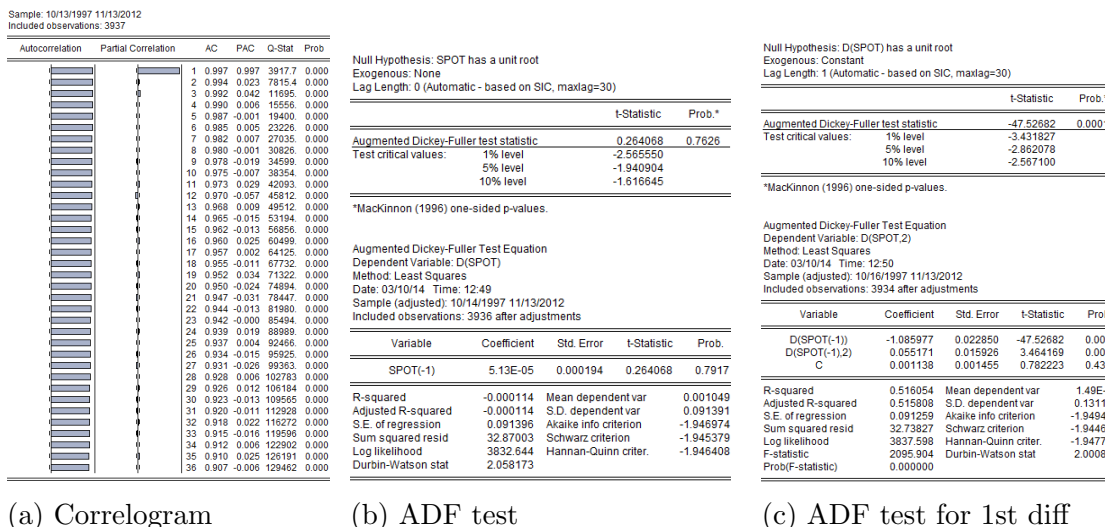 Sample: 10/13/1997 11/13/2012
Included observations: 3937
Autocorrelation Partial Correlation AC PAC Q-Stat Prob
1 0.997 0.997 3917.7 0.000
2 0.994 0.023 7815.4 0.000
3 0.992 0.042 11695. 0.000
4 0.990 0.006 15556. 0.000
5 0.987 -0.001 19400. 0.000
6 0.985 0.005 23226. 0.000
7 0.982 0.007 27035. 0.000
8 0.980 -0.001 30826. 0.000
9 0.978 -0.019 34599. 0.000
10 0.975 -0.007 38354. 0.000
11 0.973 0.029 42093. 0.000
12 0.970 -0.057 45812. 0.000
13 0.968 0.009 49512. 0.000
14 0.965 -0.015 53194. 0.000
15 0.962 -0.013 56856. 0.000
16 0.960 0.025 60499. 0.000
17 0.957 0.002 64125. 0.000
18 0.955 -0.011 67732. 0.000
19 0.952 0.034 71322. 0.000
20 0.950 -0.024 74894. 0.000
21 0.947 -0.031 78447. 0.000
22 0.944 -0.013 81980. 0.000
23 0.942 -0.000 85494. 0.000
24 0.939 0.019 88989. 0.000
25 0.937 0.004 92466. 0.000
26 0.934 -0.015 95925. 0.000
27 0.931 -0.026 99363. 0.000
28 0.928 0.006 102783 0.000
29 0.926 0.012 106184 0.000
30 0.923 -0.013 109565 0.000
31 0.920 -0.011 112928 0.000
32 0.918 0.022 116272 0.000
33 0.915 -0.016 119596 0.000
34 0.912 0.006 122902 0.000
35 0.910 0.025 126191 0.000
36 0.907 -0.006 129462 0.000
(a) Correlogram
Null Hypothesis: SPOT has a unit root
Exogenous: None
Lag Length: 0 (Automatic - based on SIC, maxlag=30)
t-Statistic Prob.*
Augmented Dickey-Fuller test statistic 0.264068 0.7626
Test critical values: 1% level -2.565550
5% level -1.940904
10% level -1.616645
*MacKinnon (1996) one-sided p-values.
Augmented Dickey-Fuller Test Equation
Dependent Variable: D(SPOT)
Method: Least Squares
Date: 03/10/14 Time: 12:49
Sample (adjusted): 10/14/1997 11/13/2012
Included observations: 3936 after adjustments
Variable Coefficient Std. Error t-Statistic Prob.
SPOT(-1) 5.13E-05 0.000194 0.264068 0.7917
R-squared -0.000114 Mean dependent var 0.001049
Adjusted R-squared -0.000114 S.D. dependent var 0.091391
S.E. of regression 0.091396 Akaike info criterion -1.946974
Sum squared resid 32.87003 Schwarz criterion -1.945379
Log likelihood 3832.644 Hannan-Quinn criter. -1.946408
Durbin-Watson stat 2.058173
(b) ADF test
Null Hypothesis: D(SPOT) has a unit root
Exogenous: Constant
Lag Length: 1 (Automatic - based on SIC, maxlag=30)
t-Statistic Prob.*
Augmented Dickey-Fuller test statistic -47.52682 0.0001
Test critical values: 1% level -3.431827
5% level -2.862078
10% level -2.567100
*MacKinnon (1996) one-sided p-values.
Augmented Dickey-Fuller Test Equation
Dependent Variable: D(SPOT,2)
Method: Least Squares
Date: 03/10/14 Time: 12:50
Sample (adjusted): 10/16/1997 11/13/2012
Included observations: 3934 after adjustments
Variable Coefficient Std. Error t-Statistic Pro
D(SPOT(-1)) -1.085977 0.022850 -47.52682 0.00
D(SPOT(-1),2) 0.055171 0.015926 3.464169 0.00
C 0.001138 0.001455 0.782223 0.43
R-squared 0.516054 Mean dependent var 1.49E-
Adjusted R-squared 0.515808 S.D. dependent var 0.1311
S.E. of regression 0.091259 Akaike info criterion -1.9494
Sum squared resid 32.73827 Schwarz criterion -1.9446
Log likelihood 3837.598 Hannan-Quinn criter. -1.9477
F-statistic 2095.904 Durbin-Watson stat 2.0008
Prob(F-statistic) 0.000000
(c) ADF test for 1st diff